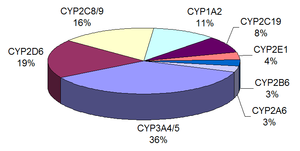 CYP2C8/9
16%
CYP1A2
11%
CYP2C19
8%
CYP2E1
4%
CYP2B6
3%
CYP2A6
3%
CYP3A4/5
36%
CYP2D6
19%